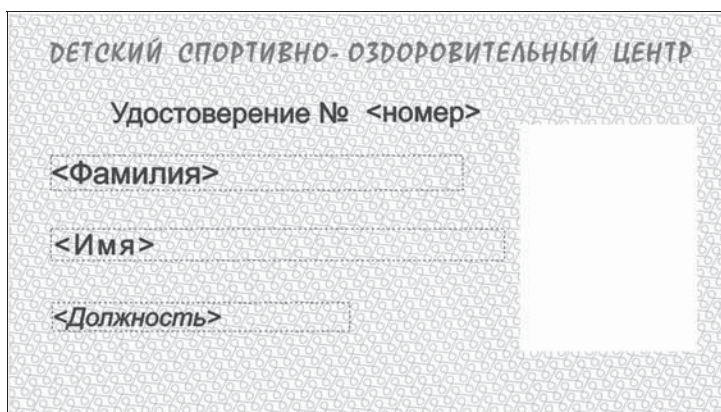 ДЕТСКИЙ СПОРТИВНО- ОЗДОРОВИТЕЛЬНЫЙ ЦЕНТР
Удостоверение № <номер>
<Фамилия>
<Имя>
<Должность>